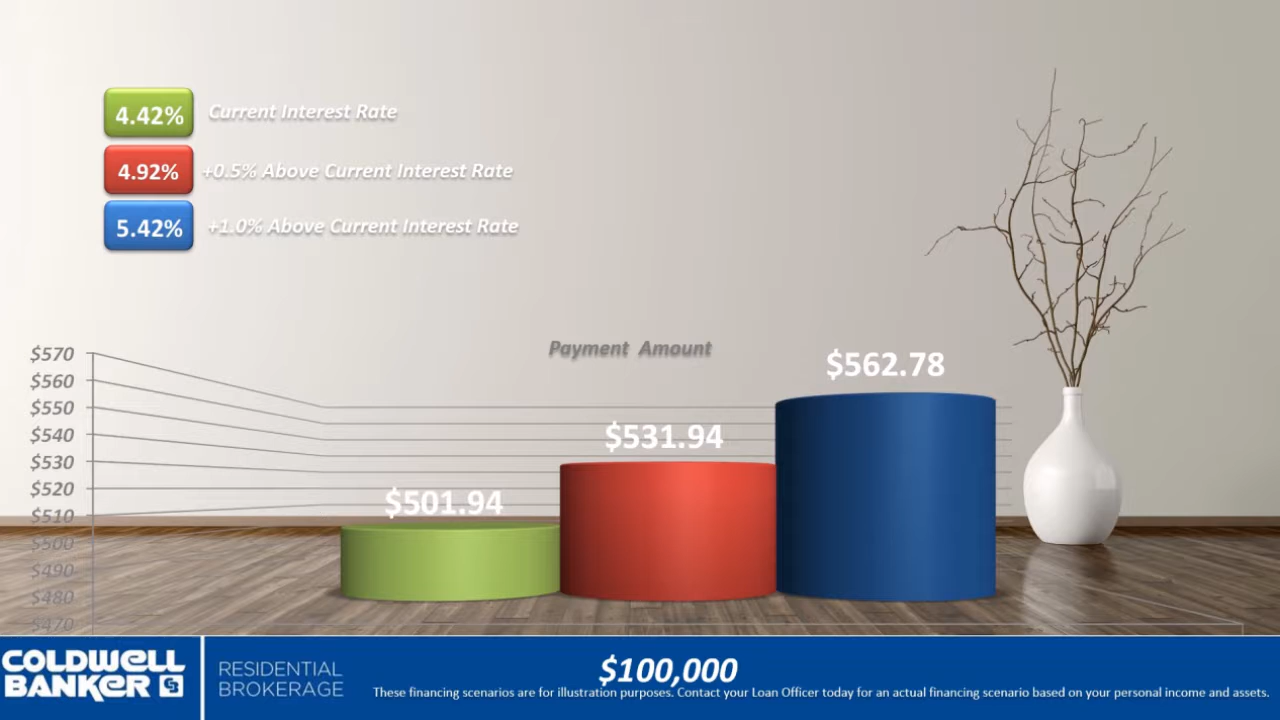 4.42% Current Interest Rate
4.92% +0.5% Above Current Interest Rate
5.42% +1.0% Above Current Interest Rate
Payment Amount
$570
$560
$550
$540
$530
$520
$510
$500
$490
$480
$470
$501.94
$531.94
$562.78
COLDWELL
BANKER CB
RESIDENTIAL
BROKERAGE
$100,000
These financing scenarios are for illustration purposes. Contact your Loan Officer today for an actual financing scenario based on your personal income and assets.